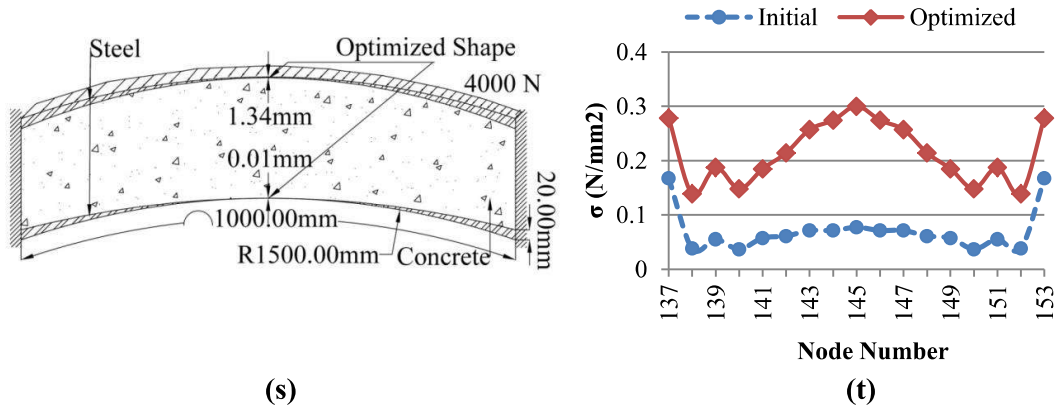 Steel
Optimized Shape
4000 N
1.34mm
0.01mm
20.00mm
1000.00mm
R1500.00mm
Concrete
(s)
Initial
Optimized
0.4
0.3
0.2
0.1
0
σ (N/mm2)
137
139
141
143
145
147
149
151
153
Node Number
(t)